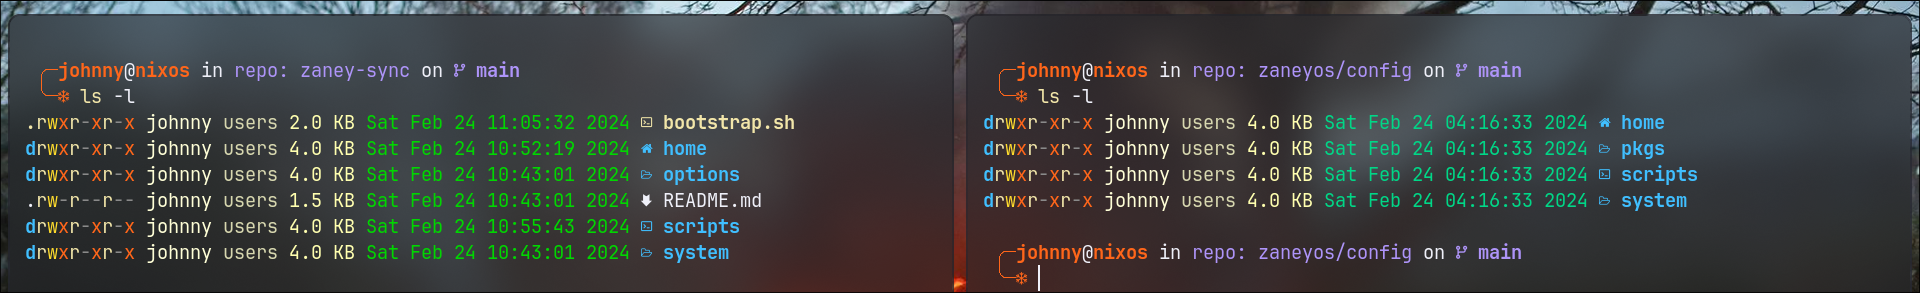 johnny@nixos in repo: zaney-sync on main
ls -l
.rwxr-xr-x johnny users 2.0 KB Sat Feb 24 11:05:32 2024 bootstrap.sh
drwxr-xr-x johnny users 4.0 KB Sat Feb 24 10:52:19 2024 home
drwxr-xr-x johnny users 4.0 KB Sat Feb 24 10:43:01 2024 options
.rw-r--r-- johnny users 1.5 KB Sat Feb 24 10:43:01 2024 README.md
drwxr-xr-x johnny users 4.0 KB Sat Feb 24 10:55:43 2024 scripts
drwxr-xr-x johnny users 4.0 KB Sat Feb 24 10:43:01 2024 system
johnny@nixos in repo: zaneyos/config on main
ls -l
drwxr-xr-x johnny users 4.0 KB Sat Feb 24 04:16:33 2024 home
drwxr-xr-x johnny users 4.0 KB Sat Feb 24 04:16:33 2024 pkgs
drwxr-xr-x johnny users 4.0 KB Sat Feb 24 04:16:33 2024 scripts
drwxr-xr-x johnny users 4.0 KB Sat Feb 24 04:16:33 2024 system
johnny@nixos in repo: zaneyos/config on main